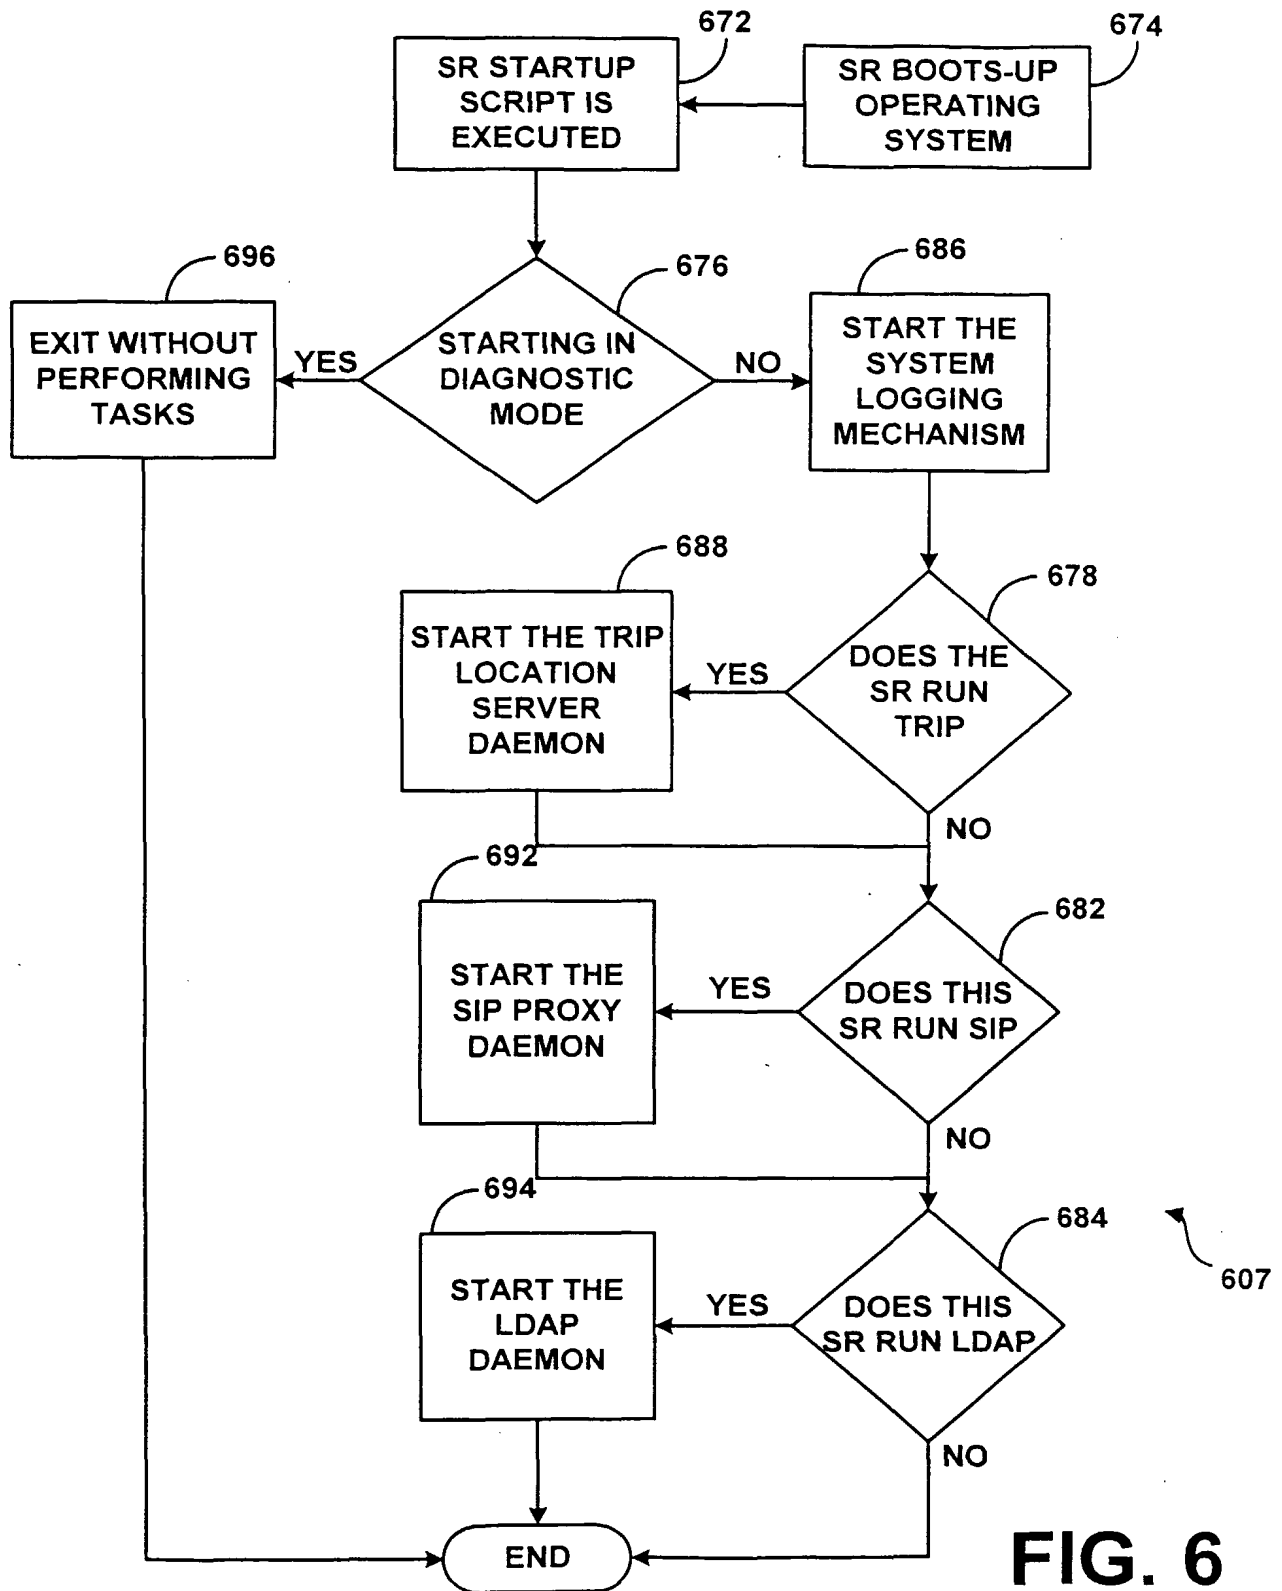 672
674
SR STARTUP
SCRIPT IS
EXECUTED
SR BOOTS-UP
OPERATING
SYSTEM
696
676
686
EXIT WITHOUT
PERFORMING
TASKS
YES
STARTING IN
DIAGNOSTIC
MODE
NO
START THE
SYSTEM
LOGGING
MECHANISM
688
678
START THE TRIP
LOCATION
SERVER
DAEMON
YES
DOES THE
SR RUN
TRIP
NO
692
682
START THE
SIP PROXY
DAEMON
YES
DOES THIS
SR RUN SIP
NO
694
684
607
START THE
LDAP
DAEMON
YES
DOES THIS
SR RUN LDAP
NO
END
FIG. 6